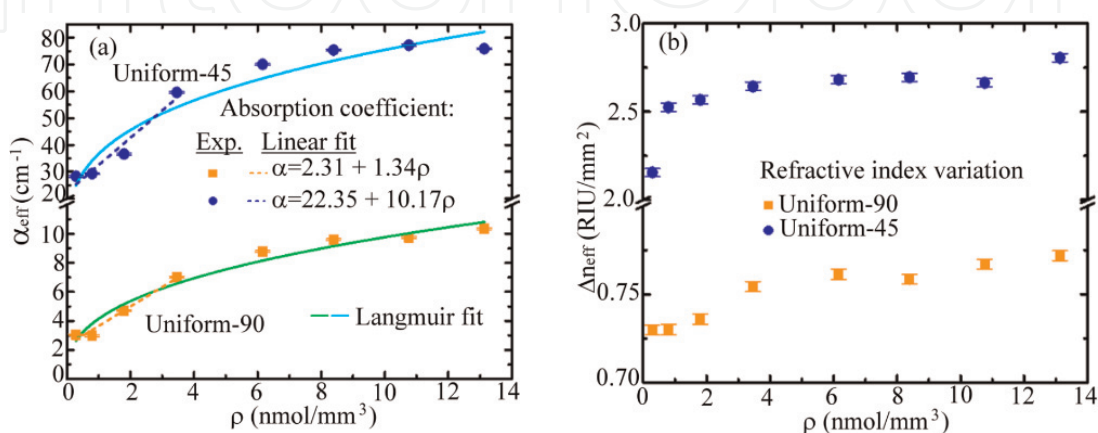 (a)
Uniform-45
Absorption coefficient:
Exp. Linear fit
α=2.31 + 1.34ρ
α=22.35 + 10.17ρ
Uniform-90
Langmuir fit
αeff (cm⁻¹)
80
70
60
50
40
30
20
10
8
6
4
2
0
0 2 4 6 8 10 12 14
ρ (nmol/mm³)
(b)
Refractive index variation
Uniform-90
Uniform-45
Δneff (RIU/mm²)
3.0
2.5
2.0
0.75
0.70
0 2 4 6 8 10 12 14
ρ (nmol/mm³)